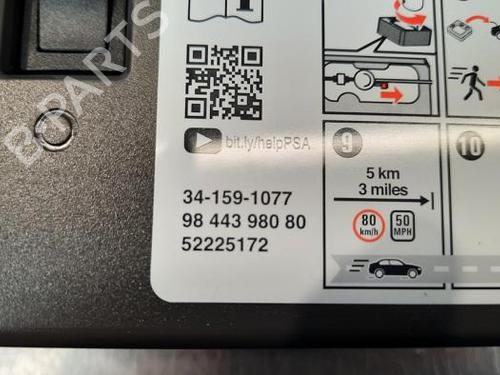 B-PARTS
bit.ly/helpPSA
34-159-1077
98 443 980 80
52225172
9
5 km
3 miles
80
km/h
50
MPH
10